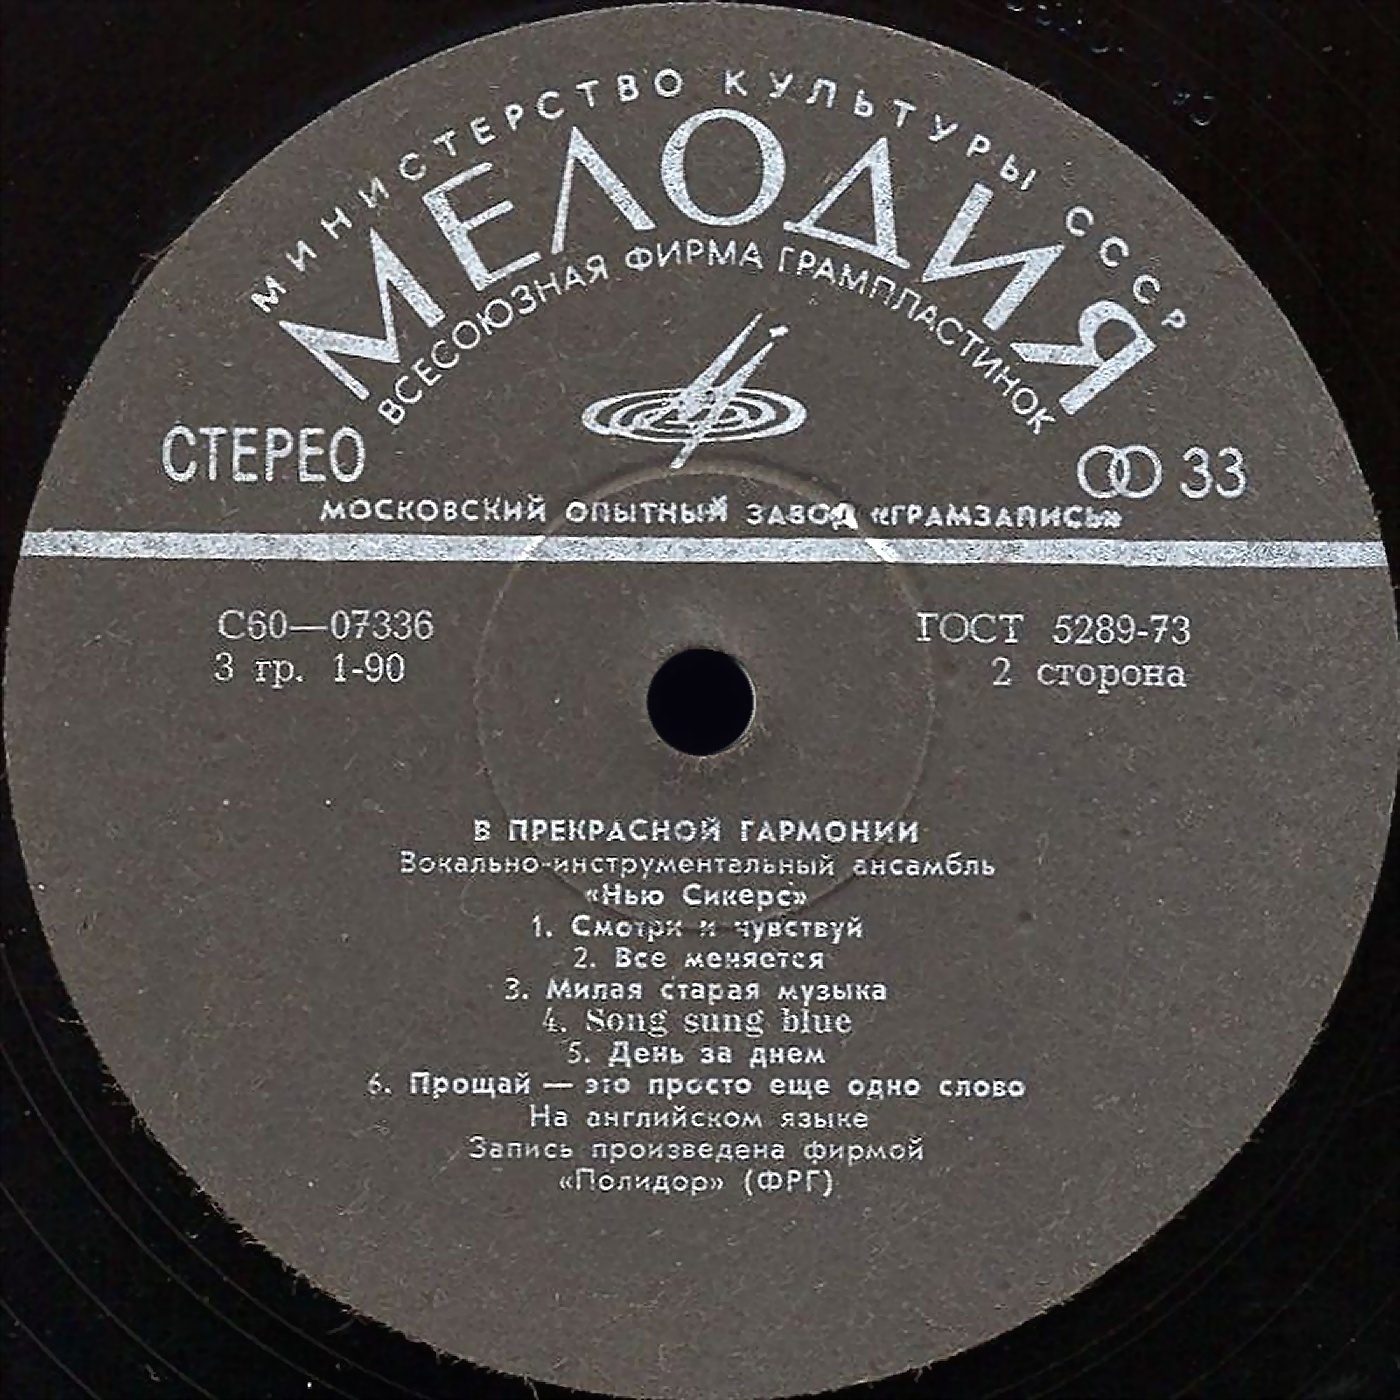 МИНИСТЕРСТВО КУЛЬТУРЫ СССР
МЕЛОДИЯ
ВСЕСОЮЗНАЯ ФИРМА ГРАМПЛАСТИНОК
СТЕРЕО
33
МОСКОВСКИЙ ОПЫТНЫЙ ЗАВОД «ГРАМЗАПИСЬ»
С60—07336
ГОСТ 5289-73
3 гр. 1-90
2 сторона
В ПРЕКРАСНОЙ ГАРМОНИИ
Вокально-инструментальный ансамбль
«Нью Сикерс»
1. Смотри и чувствуй
2. Все меняется
3. Милая старая музыка
4. Song sung blue
5. День за днем
6. Прощай — это просто еще одно слово
На английском языке
Запись произведена фирмой
«Полидор» (ФРГ)